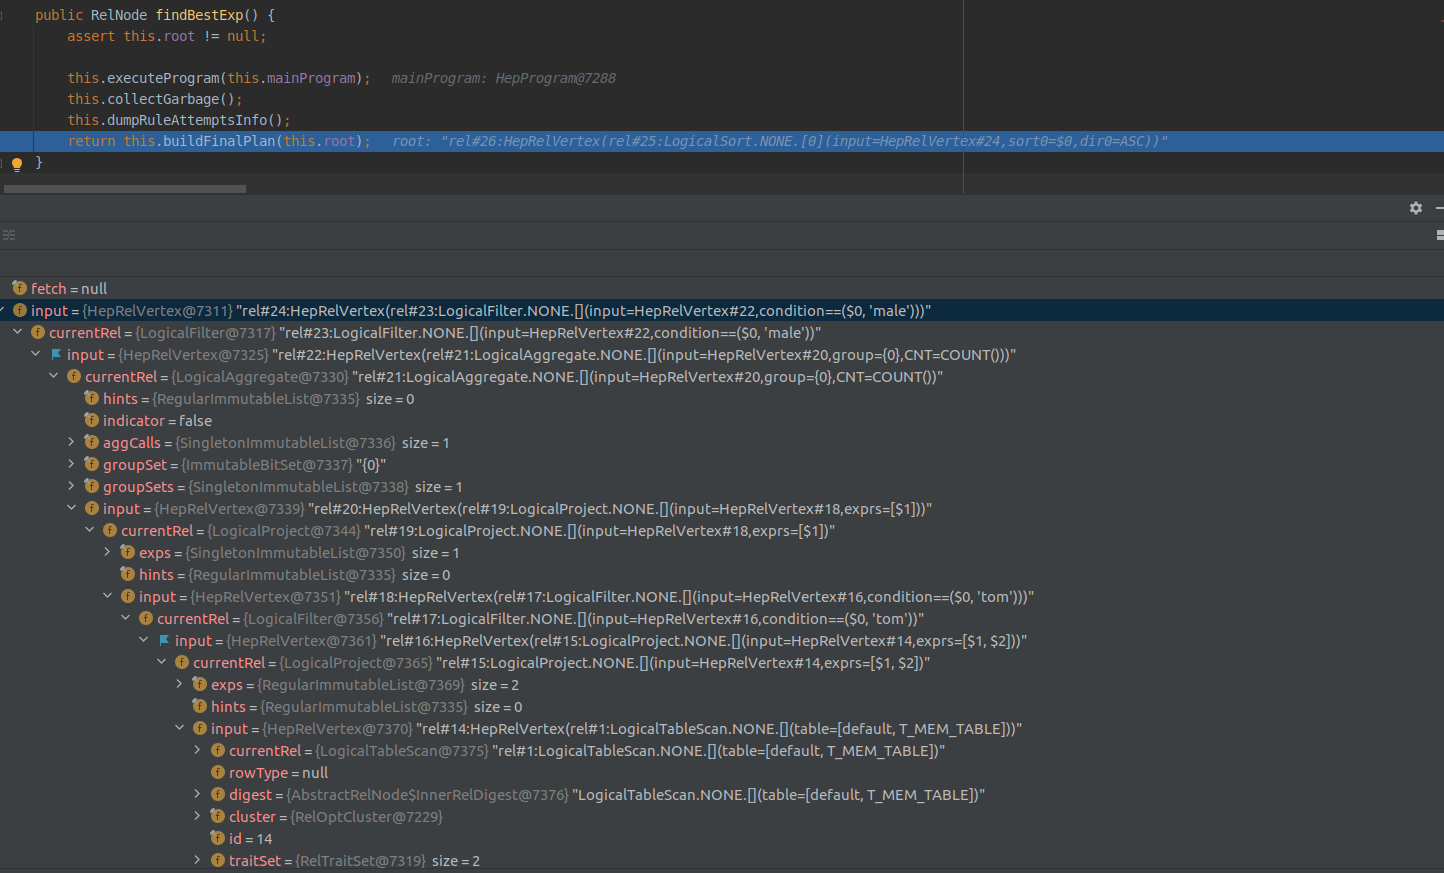 public RelNode findBestExp() {
assert this.root != null;
this.executeProgram(this.mainProgram); mainProgram: HepProgram@7288
this.collectGarbage();
this.dumpRuleAttemptsInfo();
return this.buildFinalPlan(this.root); root: "rel#26:HepRelVertex(rel#25:LogicalSort.NONE.[0](input=HepRelVertex#24,sort0=$0,dir0=ASC))"
}
fetch = null
input = {HepRelVertex@7311} "rel#24:HepRelVertex(rel#23:LogicalFilter.NONE.[](input=HepRelVertex#22,condition==($0, 'male')))"
currentRel = {LogicalFilter@7317} "rel#23:LogicalFilter.NONE.[](input=HepRelVertex#22,condition==($0, 'male'))"
input = {HepRelVertex@7325} "rel#22:HepRelVertex(rel#21:LogicalAggregate.NONE.[](input=HepRelVertex#20,group={0},CNT=COUNT()))"
currentRel = {LogicalAggregate@7330} "rel#21:LogicalAggregate.NONE.[](input=HepRelVertex#20,group={0},CNT=COUNT())"
hints = {RegularImmutableList@7335} size = 0
indicator = false
aggCalls = {SingletonImmutableList@7336} size = 1
groupSet = {ImmutableBitSet@7337} "{0}"
groupSets = {SingletonImmutableList@7338} size = 1
input = {HepRelVertex@7339} "rel#20:HepRelVertex(rel#19:LogicalProject.NONE.[](input=HepRelVertex#18,exprs=[$1]))"
currentRel = {LogicalProject@7344} "rel#19:LogicalProject.NONE.[](input=HepRelVertex#18,exprs=[$1])"
exps = {SingletonImmutableList@7350} size = 1
hints = {RegularImmutableList@7335} size = 0
input = {HepRelVertex@7351} "rel#18:HepRelVertex(rel#17:LogicalFilter.NONE.[](input=HepRelVertex#16,condition==($0, 'tom')))"
currentRel = {LogicalFilter@7356} "rel#17:LogicalFilter.NONE.[](input=HepRelVertex#16,condition==($0, 'tom'))"
input = {HepRelVertex@7361} "rel#16:HepRelVertex(rel#15:LogicalProject.NONE.[](input=HepRelVertex#14,exprs=[$1, $2]))"
currentRel = {LogicalProject@7365} "rel#15:LogicalProject.NONE.[](input=HepRelVertex#14,exprs=[$1, $2])"
exps = {RegularImmutableList@7369} size = 2
hints = {RegularImmutableList@7335} size = 0
input = {HepRelVertex@7370} "rel#14:HepRelVertex(rel#1:LogicalTableScan.NONE.[](table=[default, T_MEM_TABLE]))"
currentRel = {LogicalTableScan@7375} "rel#1:LogicalTableScan.NONE.[](table=[default, T_MEM_TABLE])"
rowType = null
digest = {AbstractRelNode$InnerRelDigest@7376} "LogicalTableScan.NONE.[](table=[default, T_MEM_TABLE])"
cluster = {RelOptCluster@7229}
id = 14
traitSet = {RelTraitSet@7319} size = 2